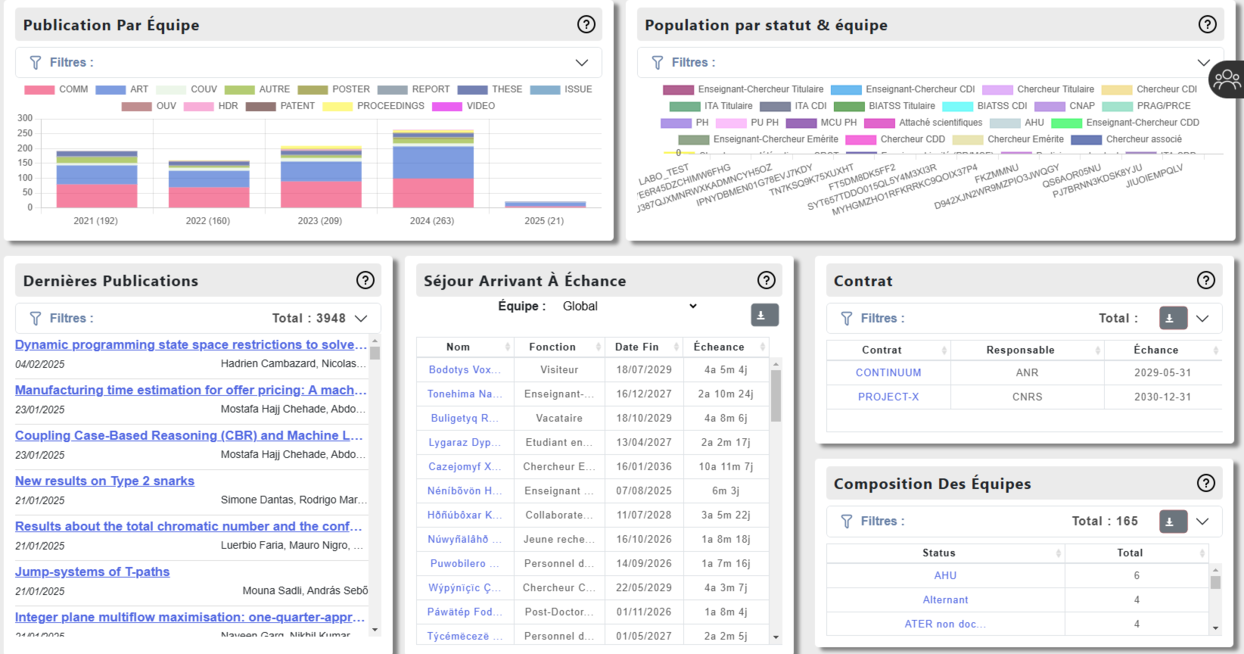 Publication Par Équipe
Filtres :
COMM ART COUV AUTRE POSTER REPORT THESE ISSUE
OUV HDR PATENT PROCEEDINGS VIDEO
300
250
200
150
100
50
0
2021 (192) 2022 (160) 2023 (209) 2024 (263) 2025 (21)
Population par statut & équipe
Filtres :
Enseignant-Chercheur Titulaire Enseignant-Chercheur CDI Chercheur Titulaire Chercheur CDI
ITA Titulaire ITA CDI BIATSS Titulaire BIATSS CDI CNAP PRAG/PRCE
PH PU PH MCU PH Attaché scientifiques AHU Enseignant-Chercheur CDD
Enseignant-Chercheur Emérite Chercheur CDD Chercheur Emérite Chercheur associé
0
LABO_TEST
TN7KSQ9K75XUXHT
FT5DM8DK5FF2
FKZMMNU
QS6AOR05NU
PJ7BRNN3KDSK8YJU
JIUOIEMPQLV
Dernières Publications
Filtres : Total : 3948
Dynamic programming state space restrictions to solve...
04/02/2025 Hadrien Cambazard, Nicolas...
Manufacturing time estimation for offer pricing: A mach...
23/01/2025 Mostafa Hajj Chehade, Abdo...
Coupling Case-Based Reasoning (CBR) and Machine L...
23/01/2025 Mostafa Hajj Chehade, Abdo...
New results on Type 2 snarks
21/01/2025 Simone Dantas, Rodrigo Mar...
Results about the total chromatic number and the conf...
21/01/2025 Luerbio Faria, Mauro Nigro, ...
Jump-systems of T-paths
21/01/2025 Mouna Sadli, András Sebő
Integer plane multiflow maximisation: one-quarter-appr...
21/01/2025 Naveen Garg, Nikhil Kumar
Séjour Arrivant À Échance
Équipe : Global
Nom Fonction Date Fin Écheance
Bodotys Vox... Visiteur 18/07/2029 4a 5m 4j
Tonehima Na... Enseignant-... 16/12/2027 2a 10m 24j
Buligetyq R... Vacataire 18/10/2029 4a 8m 6j
Lygaraz Dyp... Etudiant en... 13/04/2027 2a 2m 17j
Cazejomyf X... Chercheur E... 16/01/2036 10a 11m 7j
Néníbõvön H... Enseignant ... 07/08/2025 6m 3j
Hðñúbôxar K... Collaborate... 11/07/2028 3a 5m 22j
Núwyñälâhð ... Jeune reche... 16/10/2026 1a 8m 18j
Puwobilero ... Personnel d... 14/09/2026 1a 7m 16j
Wýpýnïçïc Ç... Chercheur C... 22/05/2029 4a 3m 7j
Páwätép Fod... Post-Doctor... 01/11/2026 1a 8m 4j
Týcémècezë ... Personnel d... 01/05/2027 2a 2m 5j
Contrat
Filtres : Total :
Contrat Responsable Échance
CONTINUUM ANR 2029-05-31
PROJECT-X CNRS 2030-12-31
Composition Des Équipes
Filtres : Total : 165
Status Total
AHU 6
Alternant 4
ATER non doc... 4